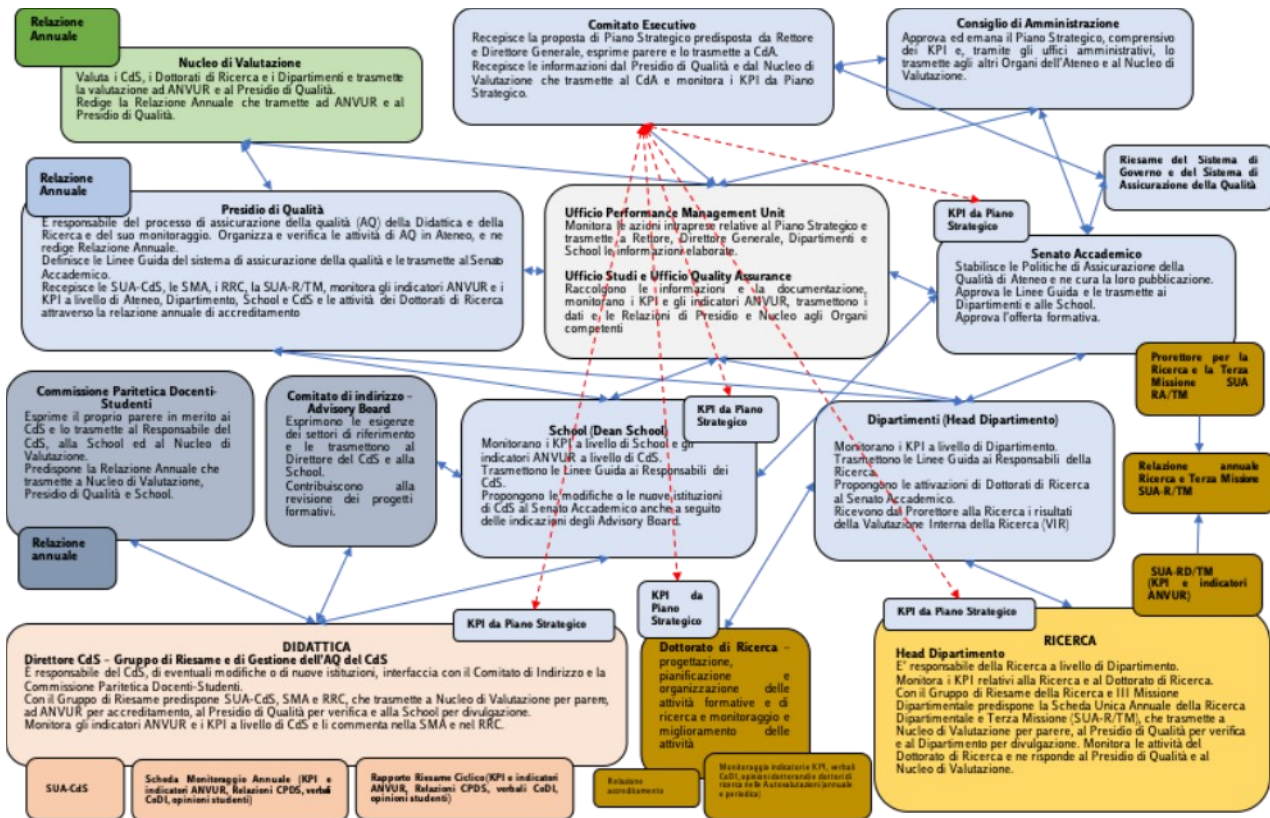 Relazione
Annuale
Nucleo di Valutazione
Valuta i CdS, i Dottorati di Ricerca e i Dipartimenti e trasmette
la valutazione ad ANVUR e al Presidio di Qualità.
Redige la Relazione Annuale che tramette ad ANVUR e al
Presidio di Qualità.
Comitato Esecutivo
Recepisce la proposta di Piano Strategico predisposta da Rettore
e Direttore Generale, esprime parere e lo trasmette a CdA.
Recepisce le informazioni dal Presidio di Qualità e dal Nucleo di
Valutazione che trasmette al CdA e monitora i KPI da Piano
Strategico.
Consiglio di Amministrazione
Approva ed emana il Piano Strategico, comprensivo
dei KPI e, tramite gli uffici amministrativi, lo
trasmette agli altri Organi dell'Ateneo e al Nucleo di
Valutazione.
Riesame del Sistema di
Governo e del Sistema di
Assicurazione della Qualità
Relazione
Annuale
Presidio di Qualità
È responsabile del processo di assicurazione della qualità (AQ) della Didattica e della
Ricerca e del suo monitoraggio. Organizza e verifica le attività di AQ in Ateneo, e ne
redige Relazione Annuale.
Definisce le Linee Guida del sistema di assicurazione della qualità e le trasmette al Senato
Accademico.
Recepisce le SUA-CdS, le SMA, i RRC, la SUA-R/TM, monitora gli indicatori ANVUR e i
KPI a livello di Ateneo, Dipartimento, School e CdS e le attività dei Dottorati di Ricerca
attraverso la relazione annuale di accreditamento
Ufficio Performance Management Unit
Monitora le azioni intraprese relative al Piano Strategico e
trasmette a Rettore, Direttore Generale, Dipartimenti e
School le informazioni elaborate.
Ufficio Studi e Ufficio Quality Assurance
Raccolgono le informazioni e la documentazione,
monitorano i KPI e gli indicatori ANVUR, trasmettono i
dati e le Relazioni di Presidio e Nucleo agli Organi
competenti
KPI da Piano
Strategico
Senato Accademico
Stabilisce le Politiche di Assicurazione della
Qualità di Ateneo e ne cura la loro pubblicazione.
Approva le Linee Guida e le trasmette ai
Dipartimenti e alle School.
Approva l'offerta formativa.
Commissione Paritetica Docenti-
Studenti
Esprime il proprio parere in merito ai
CdS e lo trasmette al Responsabile del
CdS, alla School ed al Nucleo di
Valutazione.
Predispone la Relazione Annuale che
trasmette a Nucleo di Valutazione,
Presidio di Qualità e School.
Relazione
annuale
Comitato di indirizzo –
Advisory Board
Esprimono le esigenze
dei settori di riferimento
e le trasmettono al
Direttore del CdS e alla
School.
Contribuiscono alla
revisione dei progetti
formativi.
KPI da Piano
Strategico
School (Dean School)
Monitorano i KPI a livello di School e gli
indicatori ANVUR a livello di CdS.
Trasmettono le Linee Guida ai Responsabili dei
CdS.
Propongono le modifiche o le nuove istituzioni
di CdS al Senato Accademico anche a seguito
delle indicazioni degli Advisory Board.
Dipartimenti (Head Dipartimento)
Monitorano i KPI a livello di Dipartimento.
Trasmettono le Linee Guida ai Responsabili della
Ricerca.
Propongono le attivazioni di Dottorati di Ricerca
al Senato Accademico.
Ricevono dal Prorettore alla Ricerca i risultati
della Valutazione Interna della Ricerca (VIR)
Prorettore per la
Ricerca e la Terza
Missione SUA
RA/TM
Relazione annuale
Ricerca e Terza Missione
SUA-R/TM
SUA-RD/TM
(KPI e indicatori
ANVUR)
KPI da Piano Strategico
DIDATTICA
Direttore CdS – Gruppo di Riesame e di Gestione dell'AQ del CdS
È responsabile del CdS, di eventuali modifiche o di nuove istituzioni, interfaccia con il Comitato di Indirizzo e la
Commissione Paritetica Docenti-Studenti.
Con il Gruppo di Riesame predispone SUA-CdS, SMA e RRC, che trasmette a Nucleo di Valutazione per parere,
ad ANVUR per accreditamento, al Presidio di Qualità per verifica e alla School per divulgazione.
Monitora gli indicatori ANVUR e i KPI a livello di CdS e li commenta nella SMA e nel RRC.
SUA-CdS
Scheda Monitoraggio Annuale (KPI e
indicatori ANVUR, Relazioni CPDS, verbali
CoDI, opinioni studenti)
Rapporto Riesame Ciclico(KPI e indicatori
ANVUR, Relazioni CPDS, verbali CoDI,
opinioni studenti)
KPI da
Piano
Strategico
Dottorato di Ricerca –
progettazione,
pianificazione e
organizzazione delle
attività formative e di
ricerca e monitoraggio e
miglioramento delle
attività
Relazione
accreditamento
Monitoraggio indicatori e KPI, verbali
CoDI, opinioni dottorandi e dottori di
ricerca nelle Autovalutazioni (annuale
e periodica)
KPI da Piano Strategico
RICERCA
Head Dipartimento
E' responsabile della Ricerca a livello di Dipartimento.
Monitora i KPI relativi alla Ricerca e al Dottorato di Ricerca.
Con il Gruppo di Riesame della Ricerca e III Missione
Dipartimentale predispone la Scheda Unica Annuale della Ricerca
Dipartimentale e Terza Missione (SUA-R/TM), che trasmette a
Nucleo di Valutazione per parere, al Presidio di Qualità per verifica
e al Dipartimento per divulgazione. Monitora le attività del
Dottorato di Ricerca e ne risponde al Presidio di Qualità e al
Nucleo di Valutazione.